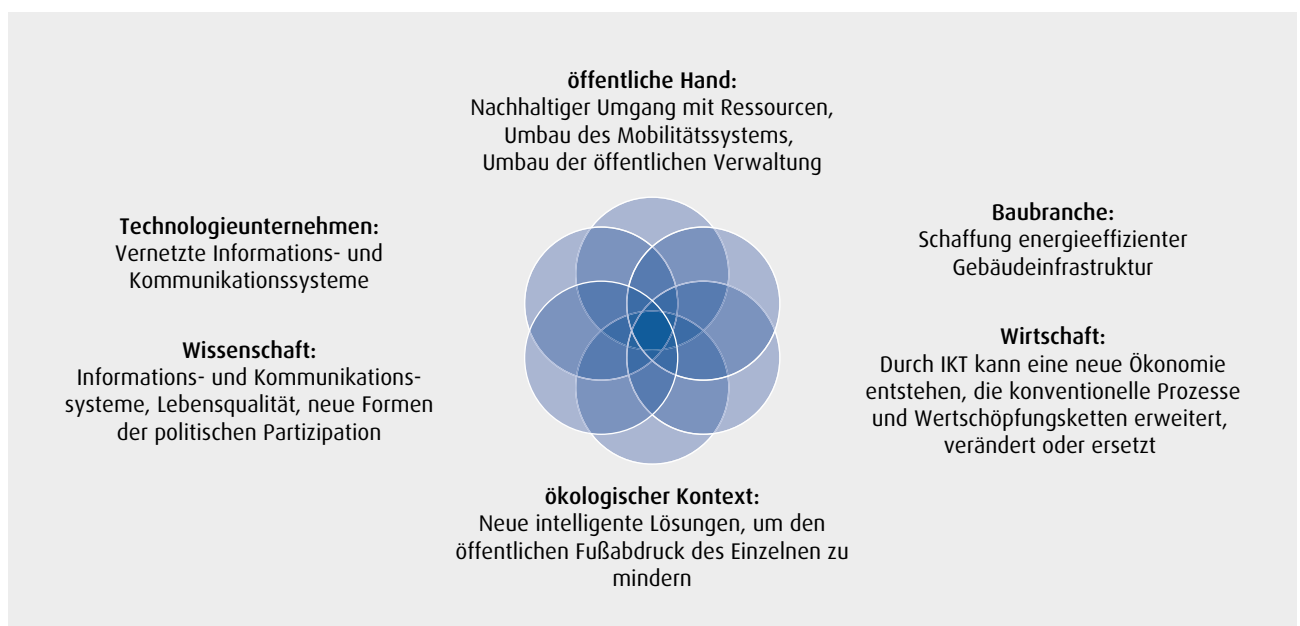 öffentliche Hand:
Nachhaltiger Umgang mit Ressourcen,
Umbau des Mobilitätssystems,
Umbau der öffentlichen Verwaltung
Technologieunternehmen:
Vernetzte Informations- und
Kommunikationssysteme
Baubranche:
Schaffung energieeffizienter
Gebäudeinfrastruktur
Wissenschaft:
Informations- und Kommunikations-
systeme, Lebensqualität, neue Formen
der politischen Partizipation
Wirtschaft:
Durch IKT kann eine neue Ökonomie
entstehen, die konventionelle Prozesse
und Wertschöpfungsketten erweitert,
verändert oder ersetzt
ökologischer Kontext:
Neue intelligente Lösungen, um den
öffentlichen Fußabdruck des Einzelnen zu
mindern